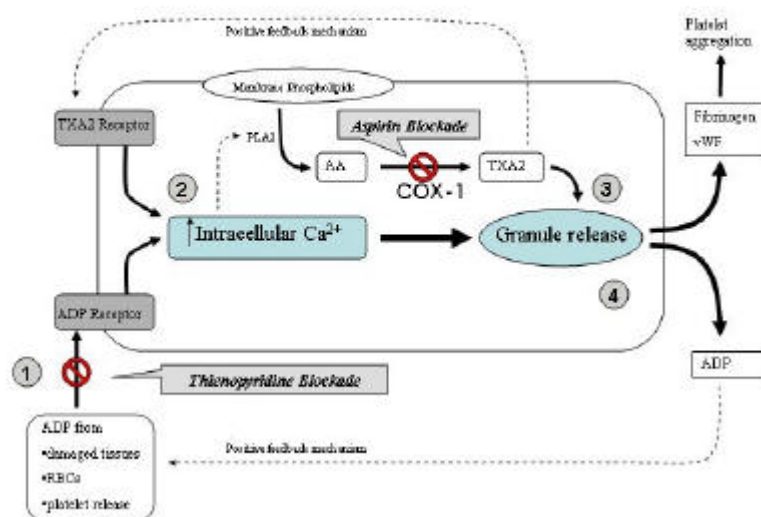 Positive feedback mechanism
Platelet
aggregation
Membrane Phospholipids
TXA2 Receptor
Aspirin Blockade
Fibrinogen
vWF
PLA2
AA
TXA2
COX-1
2
3
↑Intracellular Ca²⁺
Granule release
4
ADP Receptor
1
Thienopyridine Blockade
ADP
ADP from
•damaged tissues
•RBCs
•platelet release
Positive feedback mechanism